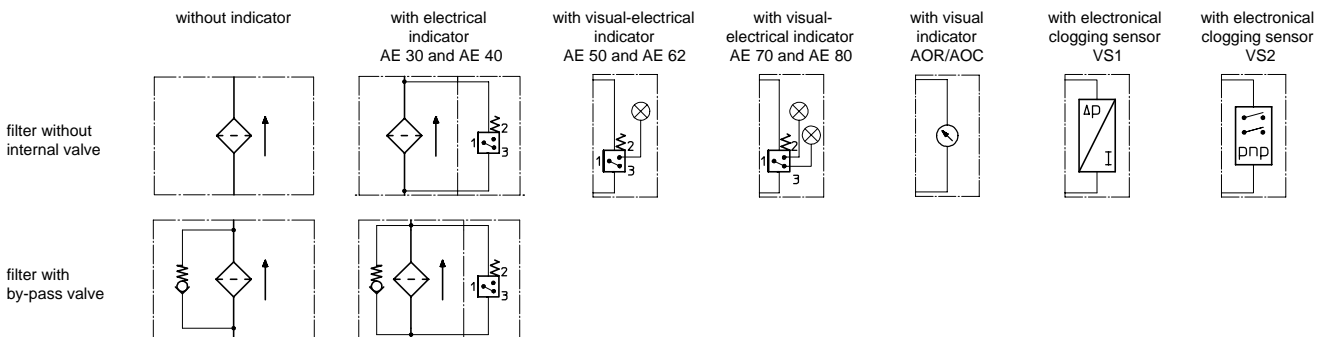 without indicator
with electrical
indicator
AE 30 and AE 40
with visual-electrical
indicator
AE 50 and AE 62
with visual-
electrical indicator
AE 70 and AE 80
with visual
indicator
AOR/AOC
with electronical
clogging sensor
VS1
with electronical
clogging sensor
VS2
filter without
internal valve
1
2
3
1
2
3
1
2
3
Δp
I
pnp
filter with
by-pass valve
1
2
3